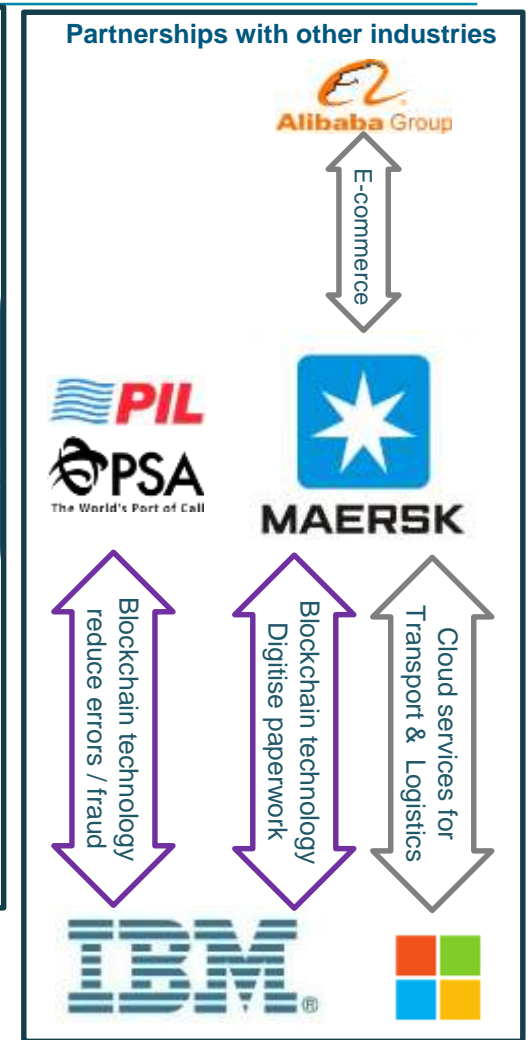 Partnerships with other industries
Alibaba Group
E-commerce
PIL
PSA
The World's Port of Call
MAERSK
Blockchain technology
reduce errors / fraud
Blockchain technology
Digitise paperwork
Cloud services for
Transport & Logistics
IBM®